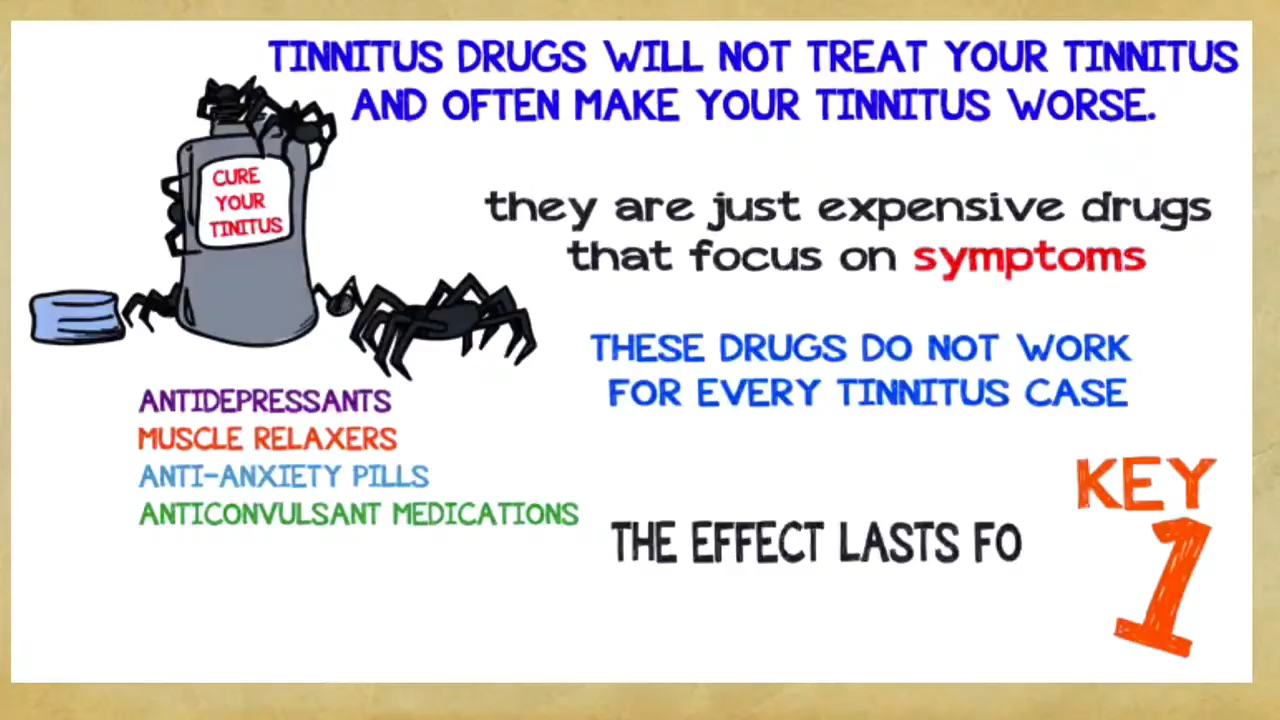 TINNITUS DRUGS WILL NOT TREAT YOUR TINNITUS
AND OFTEN MAKE YOUR TINNITUS WORSE.
CURE
YOUR
TINITUS
they are just expensive drugs
that focus on symptoms
THESE DRUGS DO NOT WORK
FOR EVERY TINNITUS CASE
ANTIDEPRESSANTS
MUSCLE RELAXERS
ANTI-ANXIETY PILLS
ANTICONVULSANT MEDICATIONS
THE EFFECT LASTS FO
KEY
1